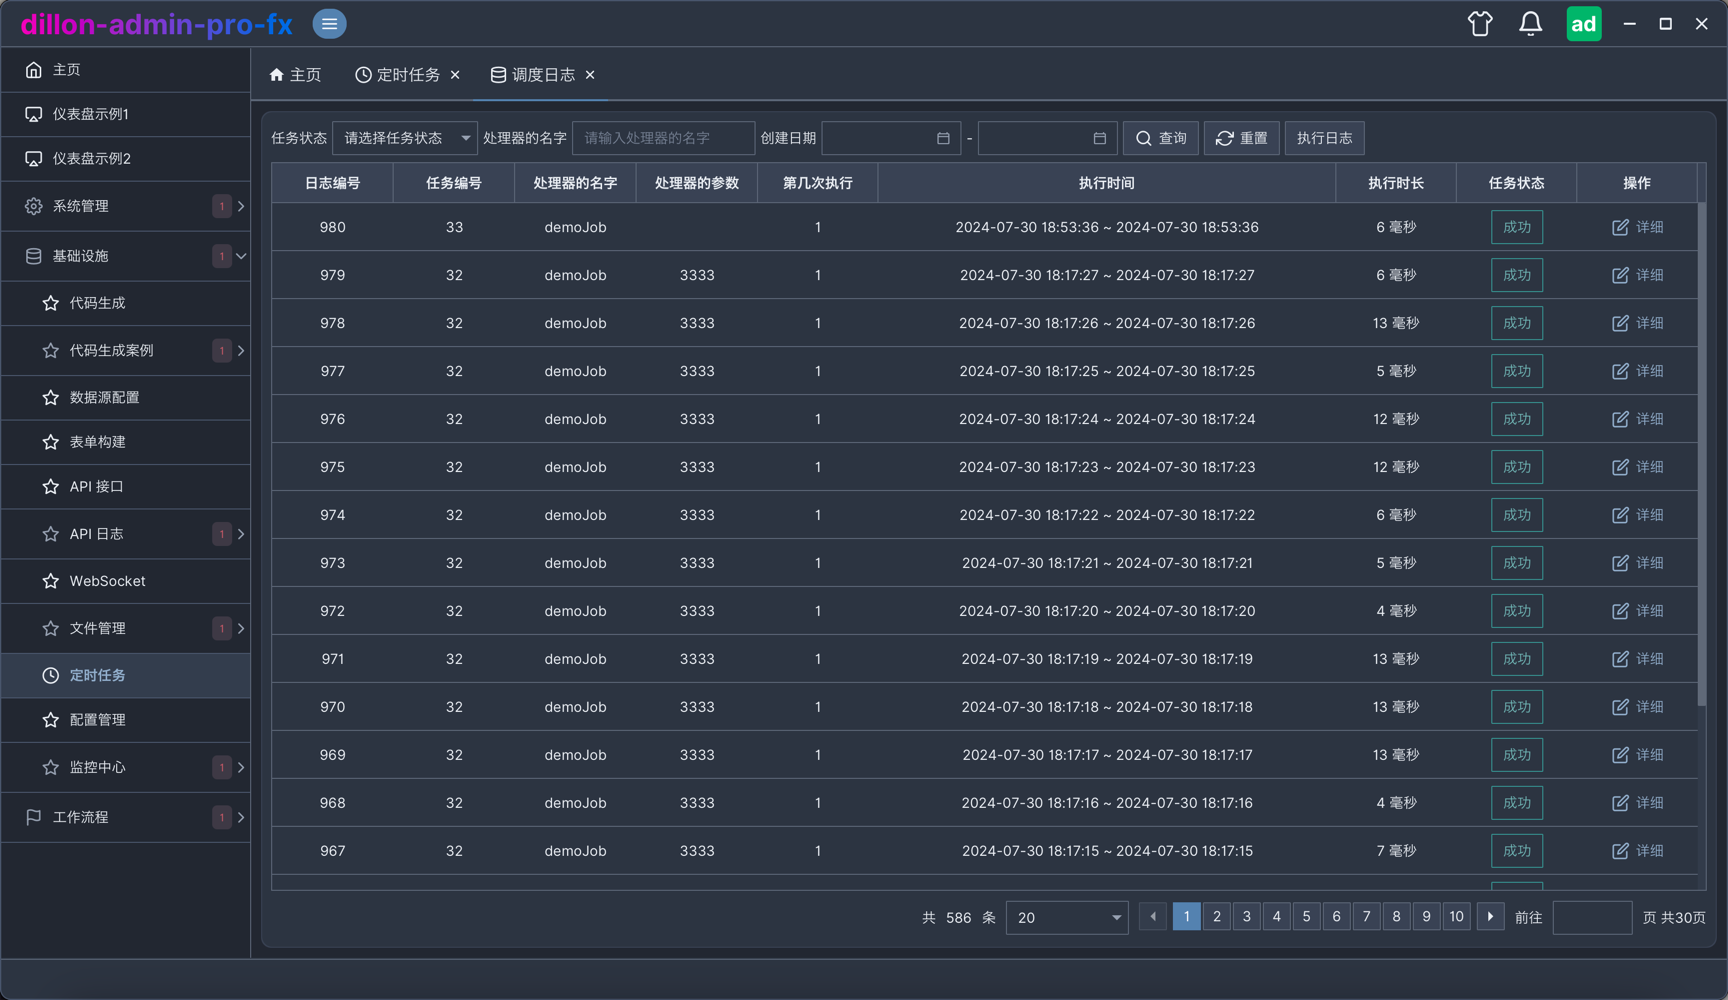 dillon-admin-pro-fx
ad
主页
仪表盘示例1
仪表盘示例2
系统管理 1
基础设施 1
代码生成
代码生成案例 1
数据源配置
表单构建
API 接口
API 日志 1
WebSocket
文件管理 1
定时任务
配置管理
监控中心 1
工作流程 1
主页 定时任务 调度日志
任务状态 请选择任务状态 处理器的名字 请输入处理器的名字 创建日期 - 查询 重置 执行日志
日志编号 任务编号 处理器的名字 处理器的参数 第几次执行 执行时间 执行时长 任务状态 操作
980 33 demoJob 1 2024-07-30 18:53:36 ~ 2024-07-30 18:53:36 6 毫秒 成功 详细
979 32 demoJob 3333 1 2024-07-30 18:17:27 ~ 2024-07-30 18:17:27 6 毫秒 成功 详细
978 32 demoJob 3333 1 2024-07-30 18:17:26 ~ 2024-07-30 18:17:26 13 毫秒 成功 详细
977 32 demoJob 3333 1 2024-07-30 18:17:25 ~ 2024-07-30 18:17:25 5 毫秒 成功 详细
976 32 demoJob 3333 1 2024-07-30 18:17:24 ~ 2024-07-30 18:17:24 12 毫秒 成功 详细
975 32 demoJob 3333 1 2024-07-30 18:17:23 ~ 2024-07-30 18:17:23 12 毫秒 成功 详细
974 32 demoJob 3333 1 2024-07-30 18:17:22 ~ 2024-07-30 18:17:22 6 毫秒 成功 详细
973 32 demoJob 3333 1 2024-07-30 18:17:21 ~ 2024-07-30 18:17:21 5 毫秒 成功 详细
972 32 demoJob 3333 1 2024-07-30 18:17:20 ~ 2024-07-30 18:17:20 4 毫秒 成功 详细
971 32 demoJob 3333 1 2024-07-30 18:17:19 ~ 2024-07-30 18:17:19 13 毫秒 成功 详细
970 32 demoJob 3333 1 2024-07-30 18:17:18 ~ 2024-07-30 18:17:18 13 毫秒 成功 详细
969 32 demoJob 3333 1 2024-07-30 18:17:17 ~ 2024-07-30 18:17:17 13 毫秒 成功 详细
968 32 demoJob 3333 1 2024-07-30 18:17:16 ~ 2024-07-30 18:17:16 4 毫秒 成功 详细
967 32 demoJob 3333 1 2024-07-30 18:17:15 ~ 2024-07-30 18:17:15 7 毫秒 成功 详细
共 586 条 20 1 2 3 4 5 6 7 8 9 10 前往 页 共30页